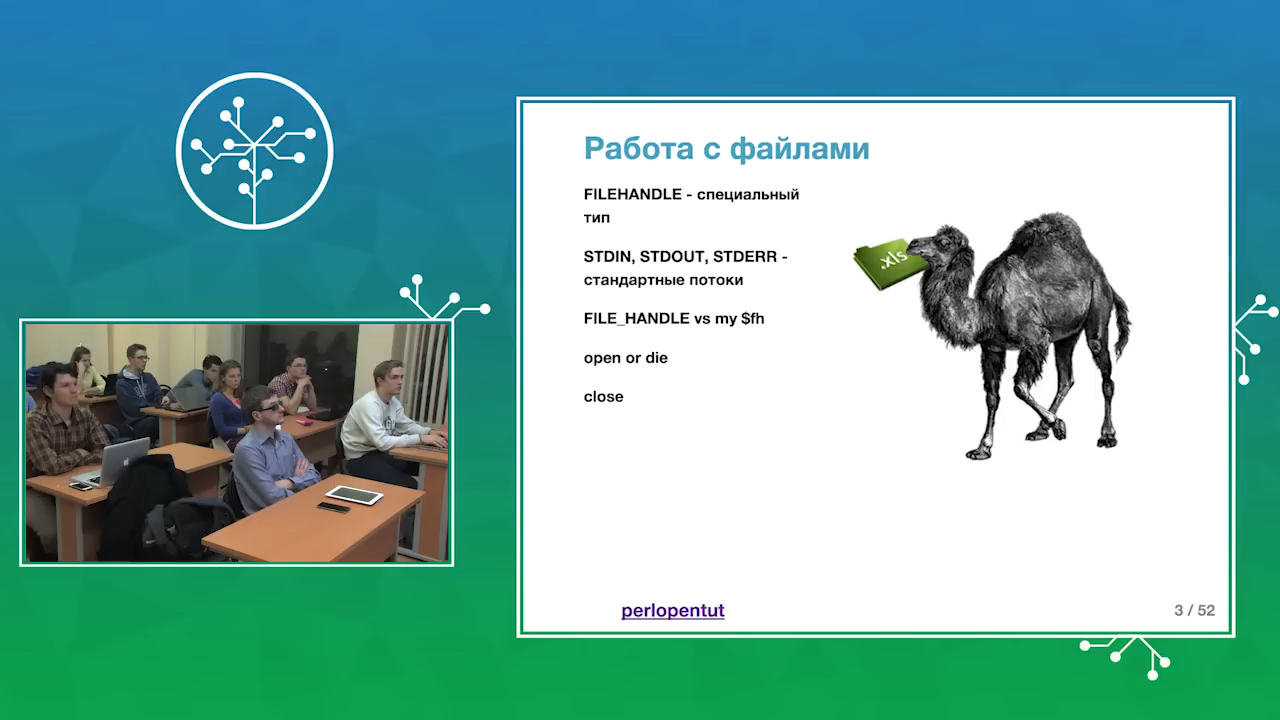 Работа с файлами
FILEHANDLE - специальный
тип
STDIN, STDOUT, STDERR -
стандартные потоки
FILE_HANDLE vs my $fh
open or die
close
.xls
perlopentut
3 / 52